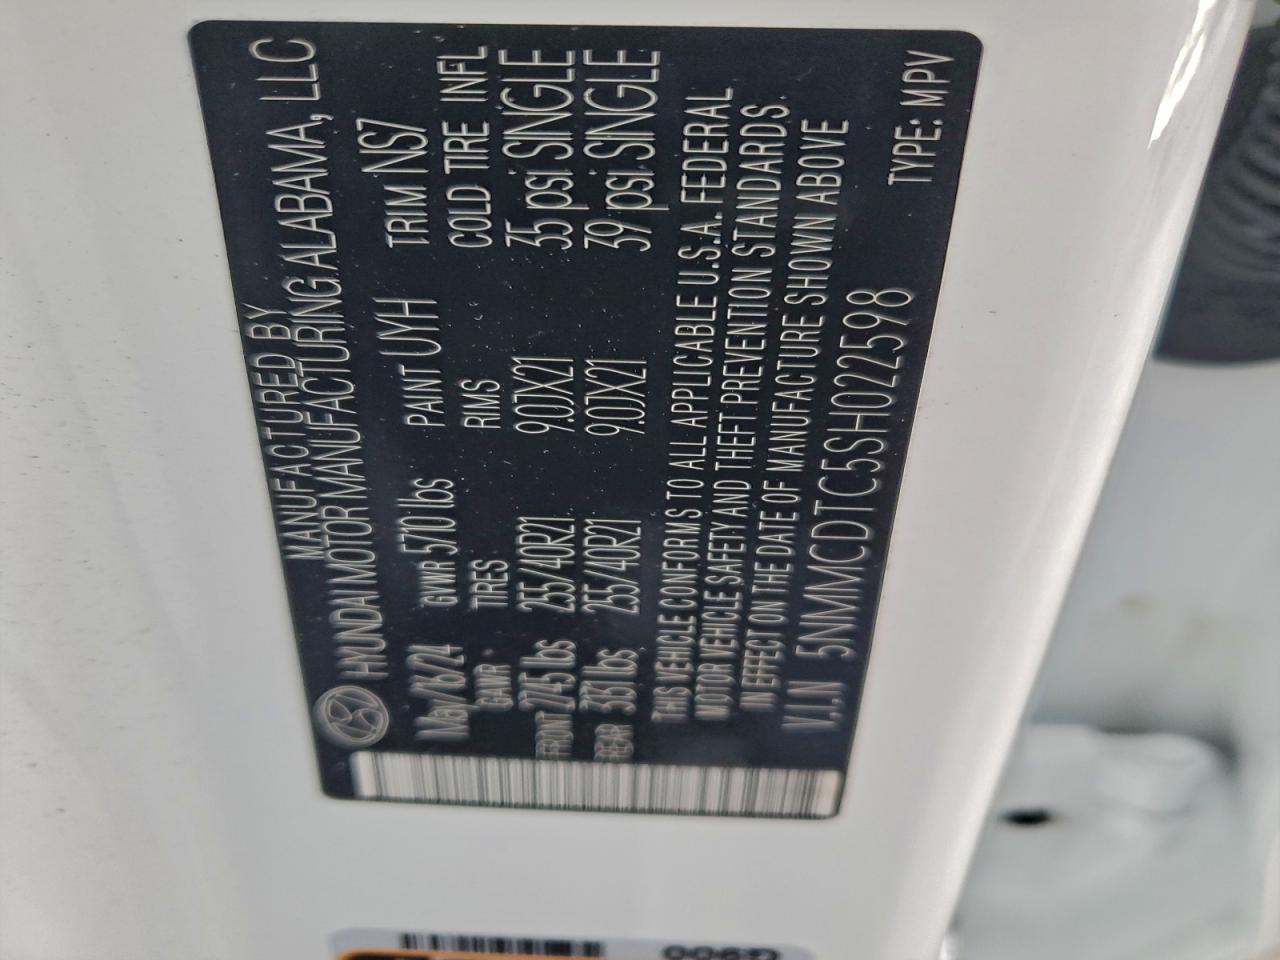 MANUFACTURED BY
HYUNDAI MOTOR MANUFACTURING ALABAMA, LLC
May/16/24 GWR 5710 lbs PAINT UYH TRIM NS7
GAWR TIRES RIMS COLD TIRE INFL
FRONT 2745 lbs 255/40R21 9.0JX21 35 psi.SINGLE
REAR lbs 255/40R21 9.0JX21 39 psi.SINGLE
THIS VEHICLE CONFORMS TO ALL APPLICABLE U.S.A. FEDERAL
MOTOR VEHICLE SAFETY AND THEFT PREVENTION STANDARDS
IN EFFECT ON THE DATE OF MANUFACTURE SHOWN ABOVE
V.I.N 5NMMCDTC5SH022598
TYPE: MPV